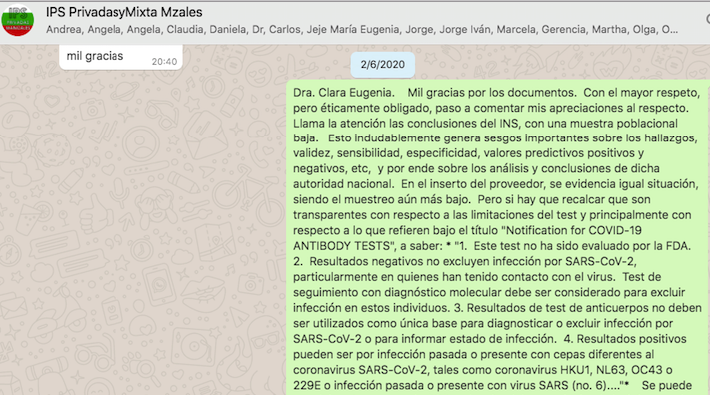 IPS PrivadasyMixta Mzales
Andrea, Angela, Angela, Claudia, Daniela, Dr, Carlos, Jeje María Eugenia, Jorge, Jorge Iván, Marcela, Gerencia, Martha, Olga, O...
IPS
PRIVADAS
MANIZALES
mil gracias
20:40
2/6/2020
Dra. Clara Eugenia. Mil gracias por los documentos. Con el mayor respeto,
pero éticamente obligado, paso a comentar mis apreciaciones al respecto.
Llama la atención las conclusiones del INS, con una muestra poblacional
baja. Esto indudablemente genera sesgos importantes sobre los hallazgos,
validez, sensibilidad, especificidad, valores predictivos positivos y
negativos, etc, y por ende sobre los análisis y conclusiones de dicha
autoridad nacional. En el inserto del proveedor, se evidencia igual situación,
siendo el muestreo aún más bajo. Pero si hay que recalcar que son
transparentes con respecto a las limitaciones del test y principalmente con
respecto a lo que refieren bajo el título "Notification for COVID-19
ANTIBODY TESTS", a saber: * "1. Este test no ha sido evaluado por la FDA.
2. Resultados negativos no excluyen infección por SARS-CoV-2,
particularmente en quienes han tenido contacto con el virus. Test de
seguimiento con diagnóstico molecular debe ser considerado para excluir
infección en estos individuos. 3. Resultados de test de anticuerpos no deben
ser utilizados como única base para diagnosticar o excluir infección por
SARS-CoV-2 o para informar estado de infección. 4. Resultados positivos
pueden ser por infección pasada o presente con cepas diferentes al
coronavirus SARS-CoV-2, tales como coronavirus HKU1, NL63, OC43 o
229E o infección pasada o presente con virus SARS (no. 6)...."* Se puede